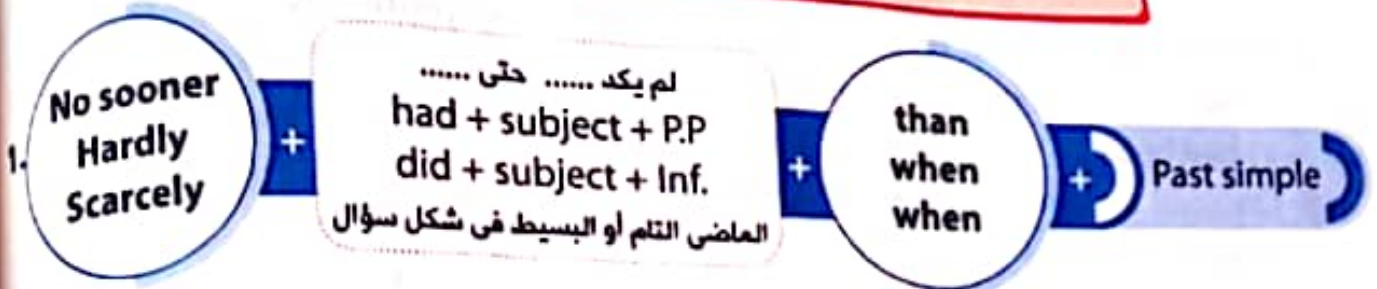 1.
No sooner
Hardly
Scarcely
+
لم يكد ...... حتى ......
had + subject + P.P
did + subject + Inf.
الماضى التام أو البسيط فى شكل سؤال
+
than
when
when
+
Past simple